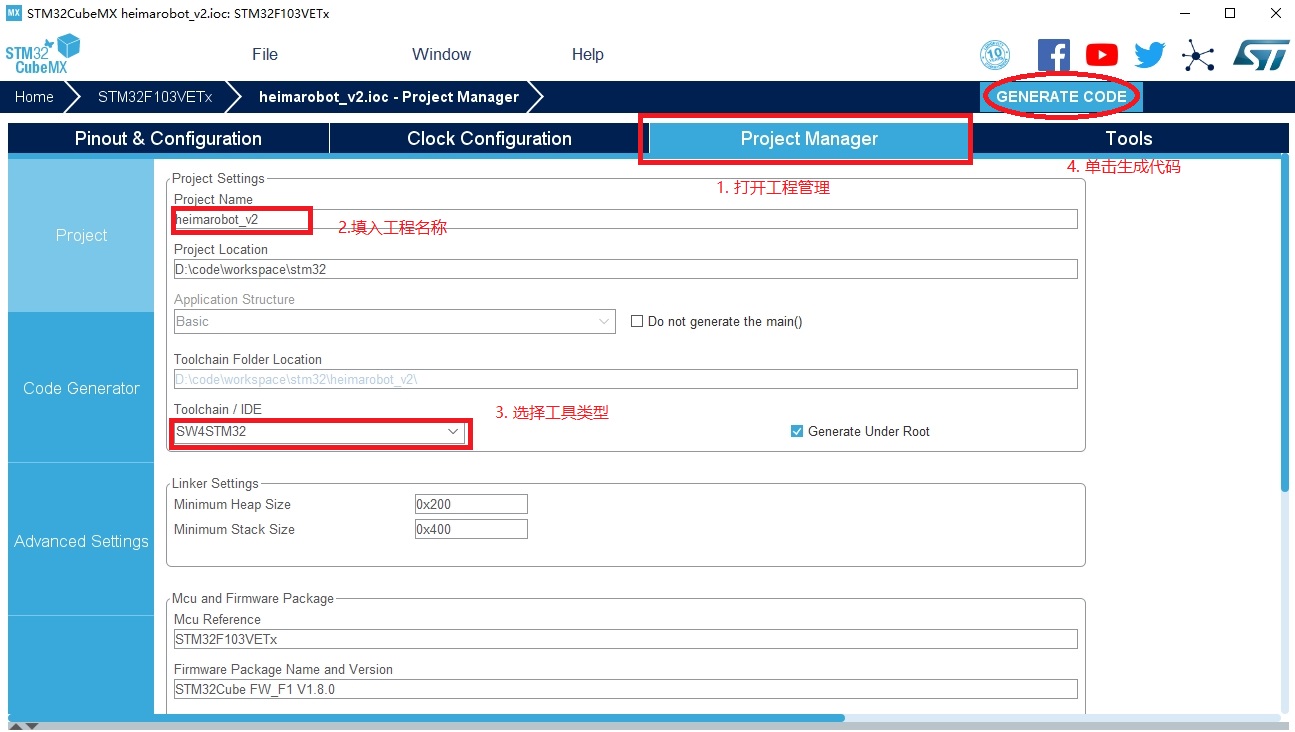 MX STM32CubeMX heimarobot_v2.ioc: STM32F103VETx
STM32
CubeMX
File Window Help
10
ST
Home STM32F103VETx heimarobot_v2.ioc - Project Manager GENERATE CODE
Pinout & Configuration Clock Configuration Project Manager Tools
4. 单击生成代码
1. 打开工程管理
Project
Code Generator
Advanced Settings
Project Settings
Project Name
heimarobot_v2
2.填入工程名称
Project Location
D:\code\workspace\stm32
Application Structure
Basic
Do not generate the main()
Toolchain Folder Location
D:\code\workspace\stm32\heimarobot_v2\
Toolchain / IDE
3. 选择工具类型
SW4STM32
Generate Under Root
Linker Settings
Minimum Heap Size 0x200
Minimum Stack Size 0x400
Mcu and Firmware Package
Mcu Reference
STM32F103VETx
Firmware Package Name and Version
STM32Cube FW_F1 V1.8.0